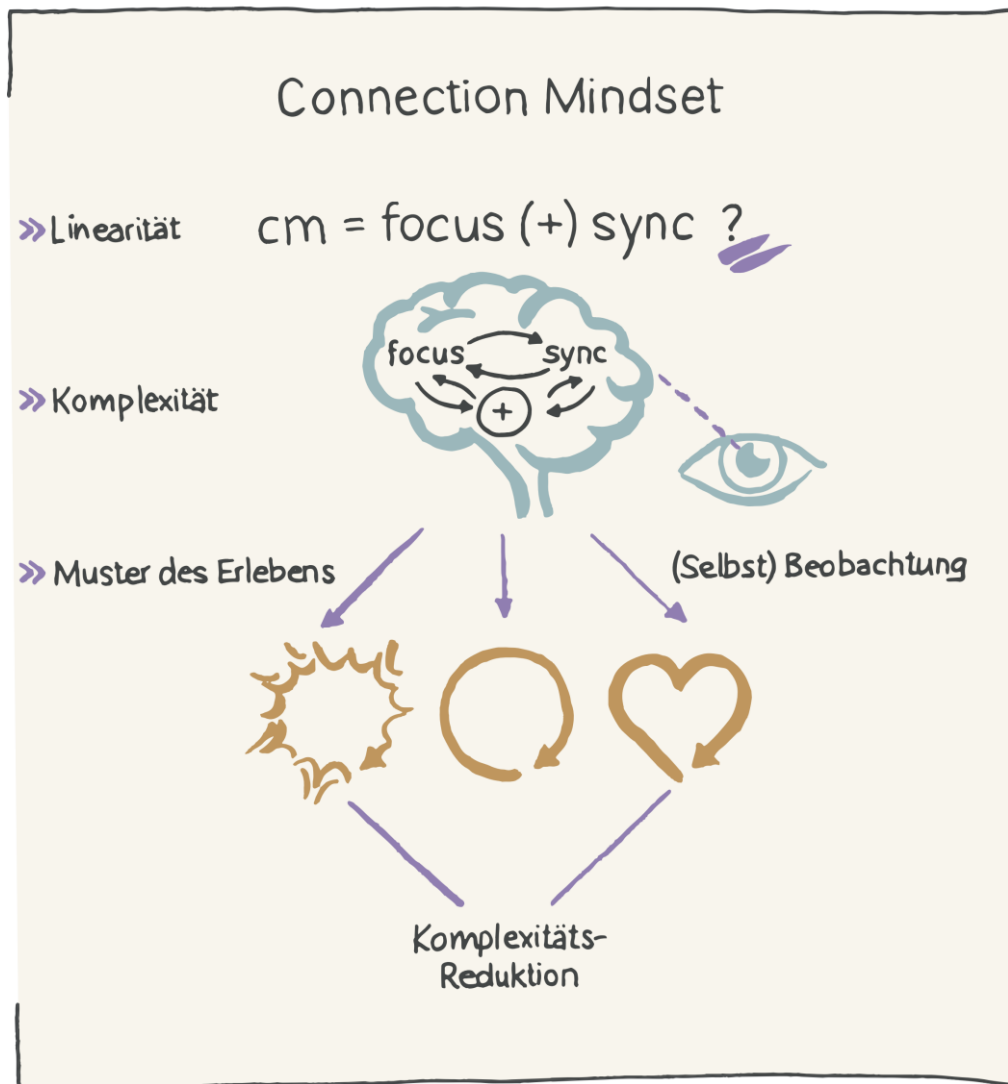 Connection Mindset
» Linearität cm = focus (+) sync ?
focus sync
» Komplexität +
» Muster des Erlebens (Selbst) Beobachtung
Komplexitäts-
Reduktion